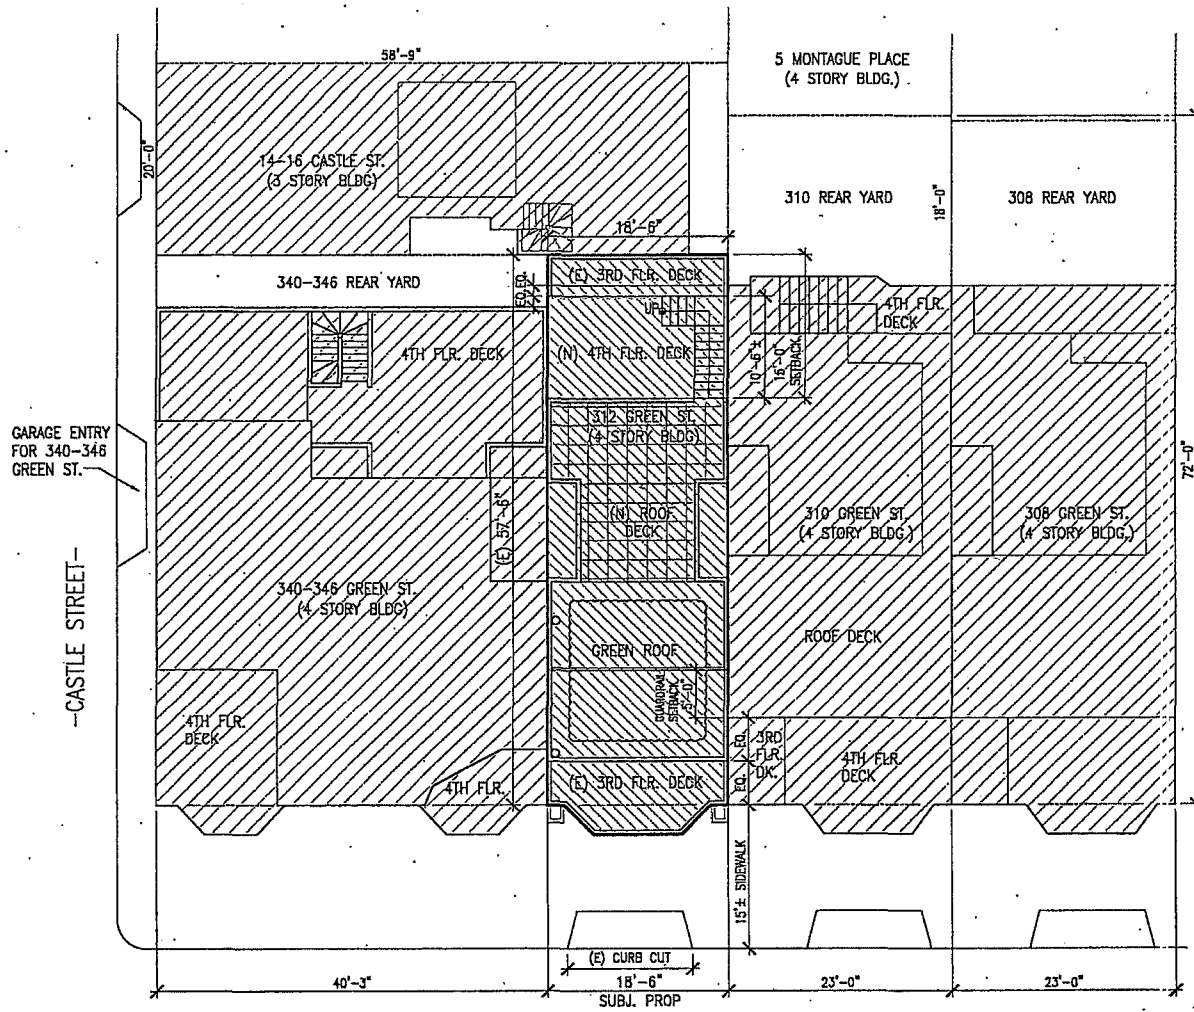 58'-9"
5 MONTAGUE PLACE
(4 STORY BLDG.)
20'-0"
14-16 CASTLE ST.
(3 STORY BLDG)
18'-6"
310 REAR YARD
18'-0"
308 REAR YARD
340-346 REAR YARD
EQ.
EQ.
(E) 3RD FLR. DECK
UP
4TH FLR.
DECK
4TH FLR. DECK
(N) 4TH FLR. DECK
10'-6"±
15'-0"
SETBACK
312 GREEN ST.
(4 STORY BLDG)
GARAGE ENTRY
FOR 340-346
GREEN ST.
72'-0"
(E) 57'-6"
(N) ROOF
DECK
310 GREEN ST.
(4 STORY BLDG.)
308 GREEN ST.
(4 STORY BLDG.)
-CASTLE STREET-
340-346 GREEN ST.
(4 STORY BLDG)
GREEN ROOF
ROOF DECK
GUARDRAIL
SETBACK
5'-0"
4TH FLR.
DECK
EQ.
3RD
FLR.
DK.
4TH FLR.
DECK
4TH FLR.
(E) 3RD FLR. DECK
EQ.
15'± SIDEWALK
(E) CURB CUT
40'-3"
18'-6"
23'-0"
23'-0"
SUBJ. PROP